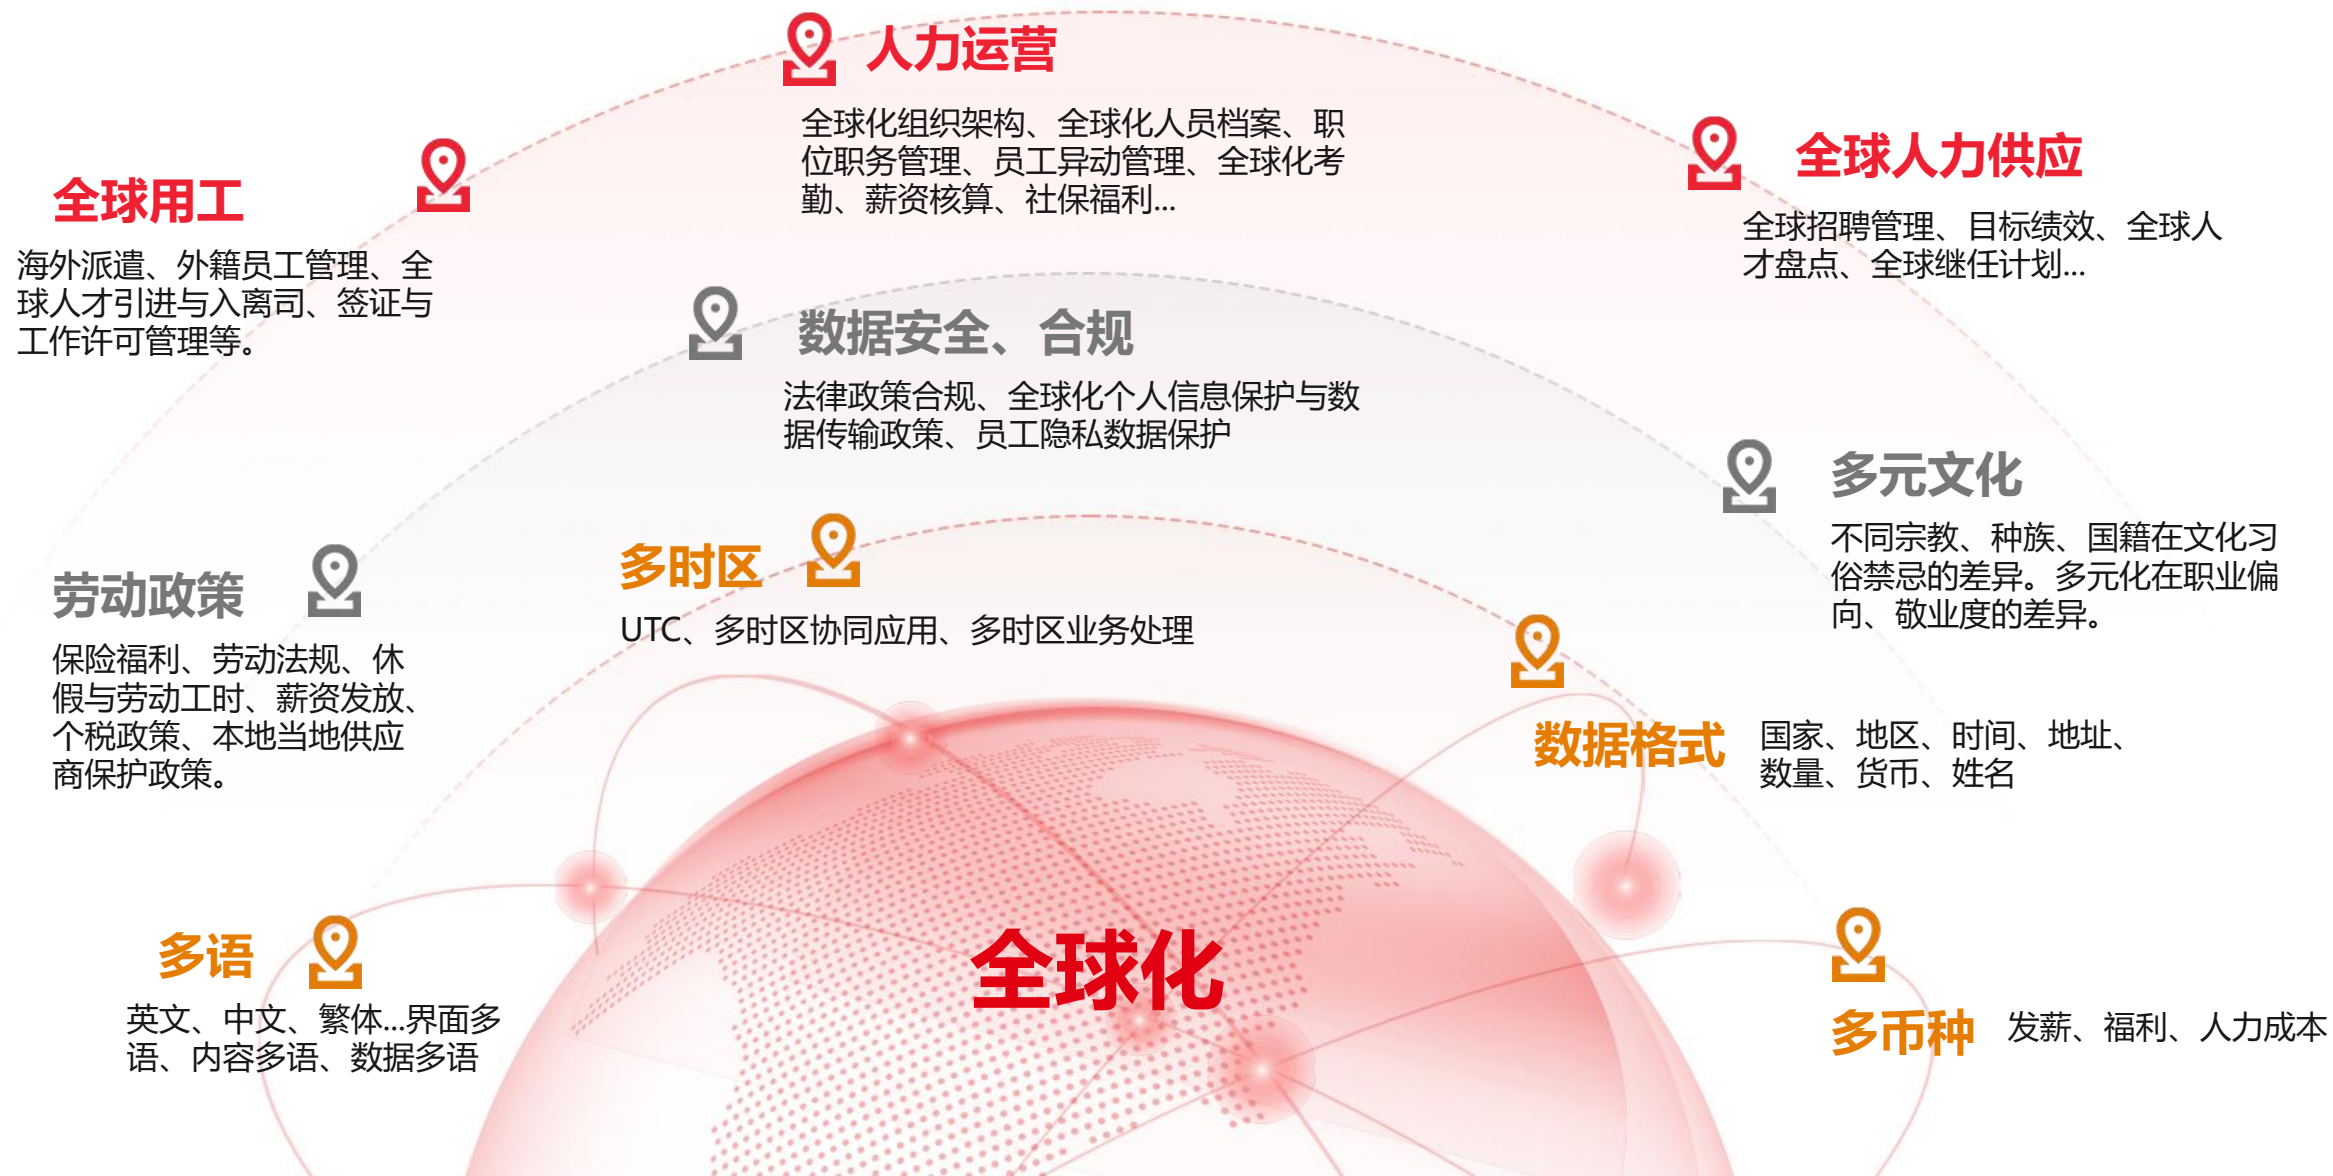 人力运营
全球化组织架构、全球化人员档案、职
位职务管理、员工异动管理、全球化考
勤、薪资核算、社保福利...
全球人力供应
全球招聘管理、目标绩效、全球人
才盘点、全球继任计划...
全球用工
海外派遣、外籍员工管理、全
球人才引进与入离司、签证与
工作许可管理等。
数据安全、合规
法律政策合规、全球化个人信息保护与数
据传输政策、员工隐私数据保护
多元文化
不同宗教、种族、国籍在文化习
俗禁忌的差异。多元化在职业偏
向、敬业度的差异。
劳动政策
保险福利、劳动法规、休
假与劳动工时、薪资发放、
个税政策、本地当地供应
商保护政策。
多时区
UTC、多时区协同应用、多时区业务处理
数据格式
国家、地区、时间、地址、
数量、货币、姓名
多语
英文、中文、繁体...界面多
语、内容多语、数据多语
全球化
多币种
发薪、福利、人力成本